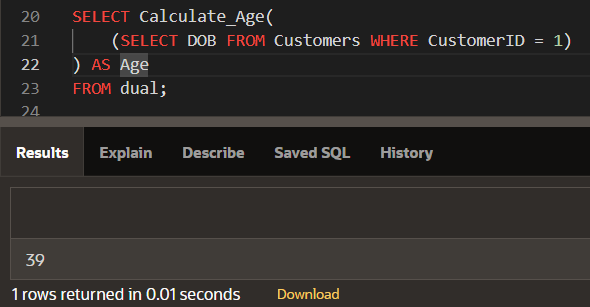 20 SELECT Calculate_Age(
21 (SELECT DOB FROM Customers WHERE CustomerID = 1)
22 ) AS Age
23 FROM dual;
24
Results Explain Describe Saved SQL History
39
1 rows returned in 0.01 seconds Download